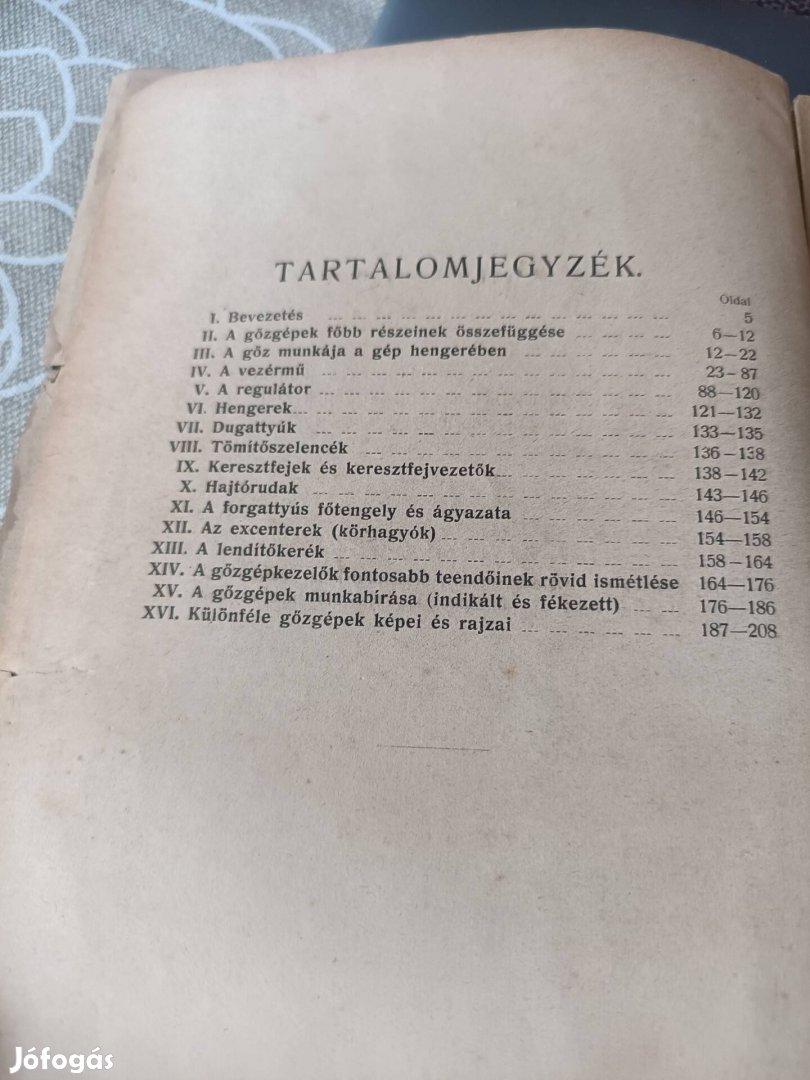 TARTALOMJEGYZÉK.
Oldal
I. Bevezetés 5
II. A gőzgépek főbb részeinek összefüggése 6—12
III. A gőz munkája a gép hengerében 12—22
IV. A vezérmű 23—87
V. A regulátor 88—120
VI. Hengerek 121—132
VII. Dugattyúk 133—135
VIII. Tömítőszelencék 136—138
IX. Keresztfejek és keresztfejvezetők 138—142
X. Hajtórudak 143—146
XI. A forgattyús főtengely és ágyazata 146—154
XII. Az excenterek (körhagyók) 154—158
XIII. A lendítőkerék 158—164
XIV. A gőzgépkezelők fontosabb teendőinek rövid ismétlése 164—176
XV. A gőzgépek munkabírása (indikált és fékezett) 176—186
XVI. Különféle gőzgépek képei és rajzai 187—208
Jófogás